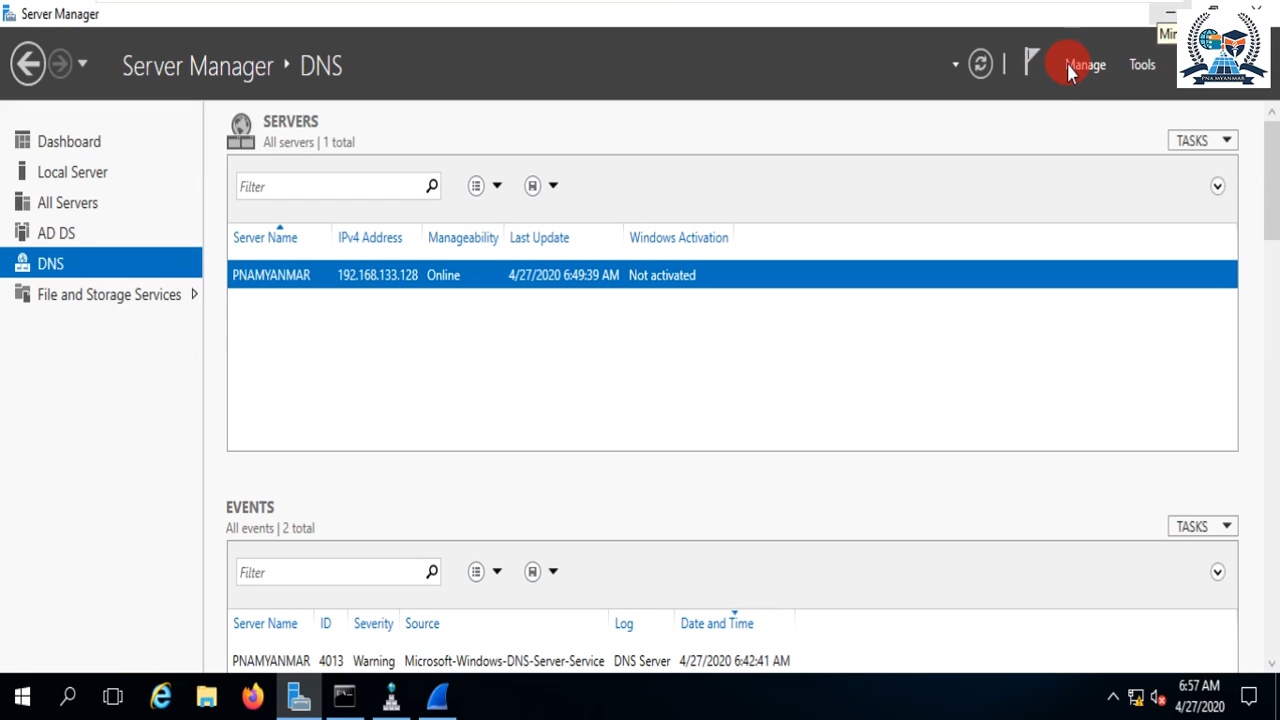 Server Manager
Min
Server Manager • DNS
Manage
Tools
PNA MYANMAR
Dashboard
Local Server
All Servers
AD DS
DNS
File and Storage Services
SERVERS
All servers | 1 total
TASKS
Filter
Server Name IPv4 Address Manageability Last Update Windows Activation
PNAMYANMAR 192.168.133.128 Online 4/27/2020 6:49:39 AM Not activated
EVENTS
All events | 2 total
TASKS
Filter
Server Name ID Severity Source Log Date and Time
PNAMYANMAR 4013 Warning Microsoft-Windows-DNS-Server-Service DNS Server 4/27/2020 6:42:41 AM
6:57 AM
4/27/2020